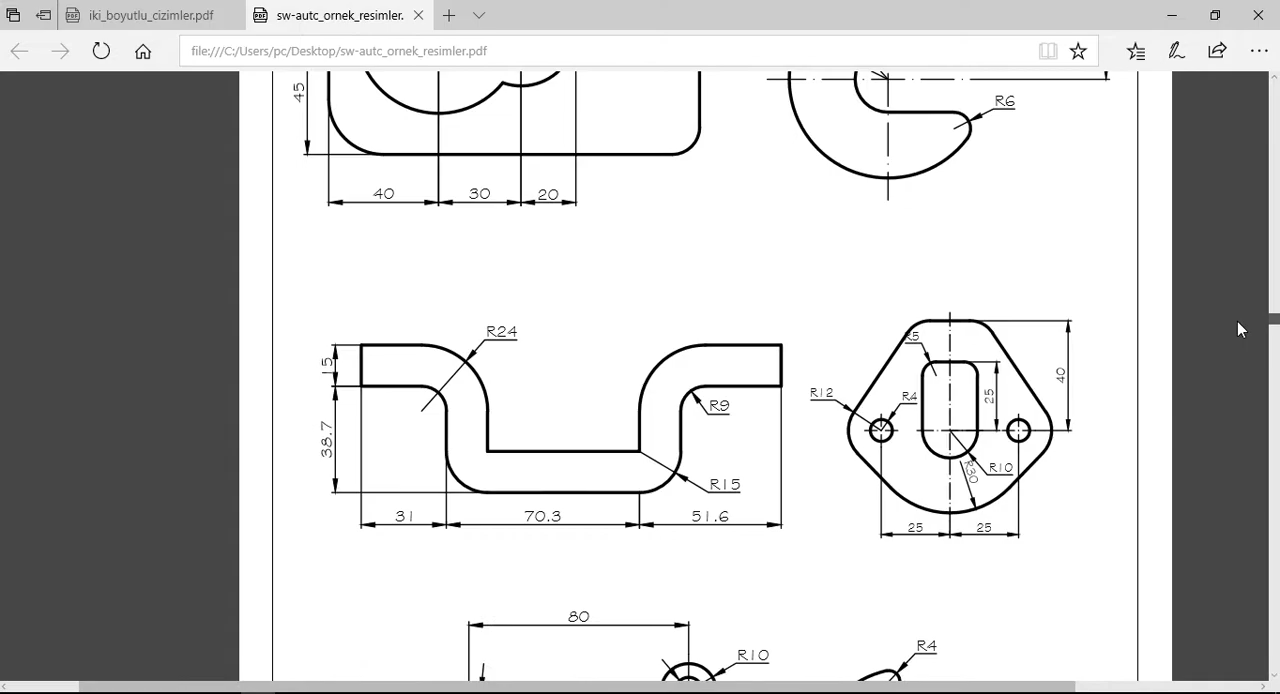 iki_boyutlu_cizimler.pdf
sw-autc_ornek_resimler.
file:///C:/Users/pc/Desktop/sw-autc_ornek_resimler.pdf
45
R6
40
30
20
R24
15
38.7
R9
R15
31
70.3
51.6
R5
40
25
R12
R4
R10
R30
25
25
80
R10
R4